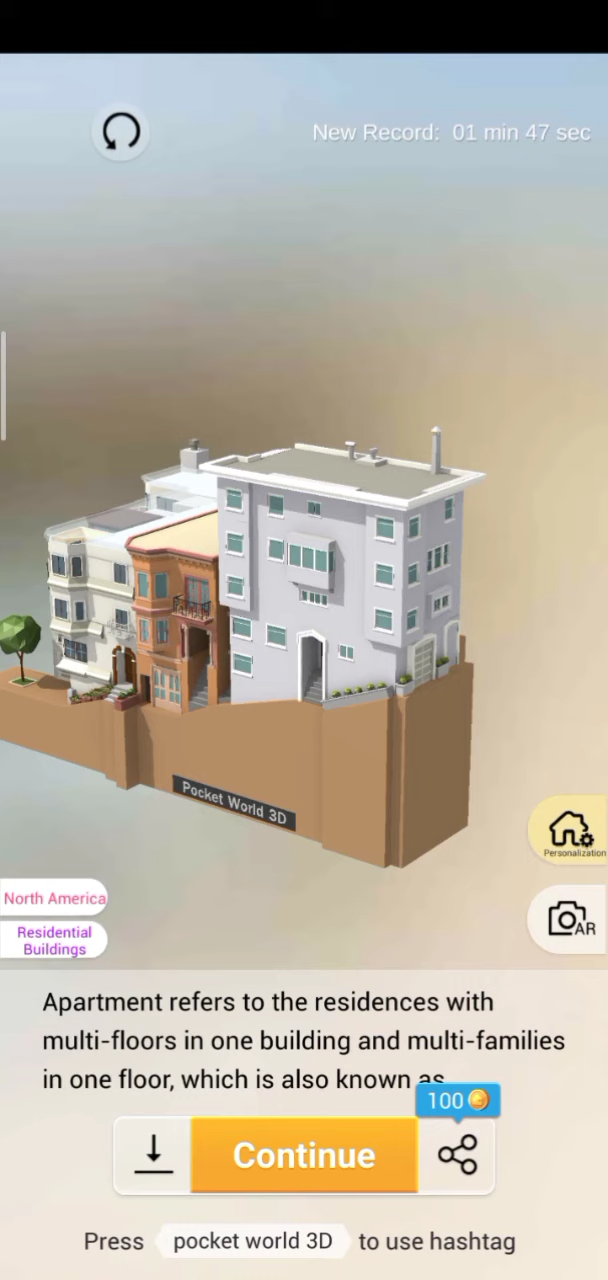 New Record: 01 min 47 sec
Pocket World 3D
Personalization
North America
AR
Residential
Buildings
Apartment refers to the residences with
multi-floors in one building and multi-families
in one floor, which is also known as
100
Continue
Press pocket world 3D to use hashtag